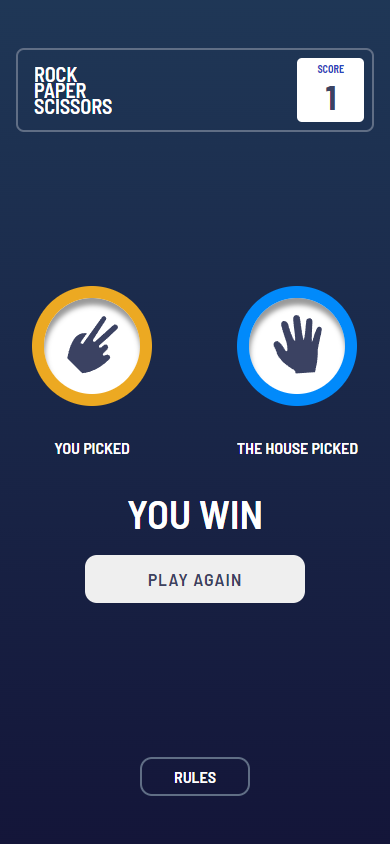 ROCK
PAPER
SCISSORS
SCORE
1
YOU PICKED
THE HOUSE PICKED
YOU WIN
PLAY AGAIN
RULES